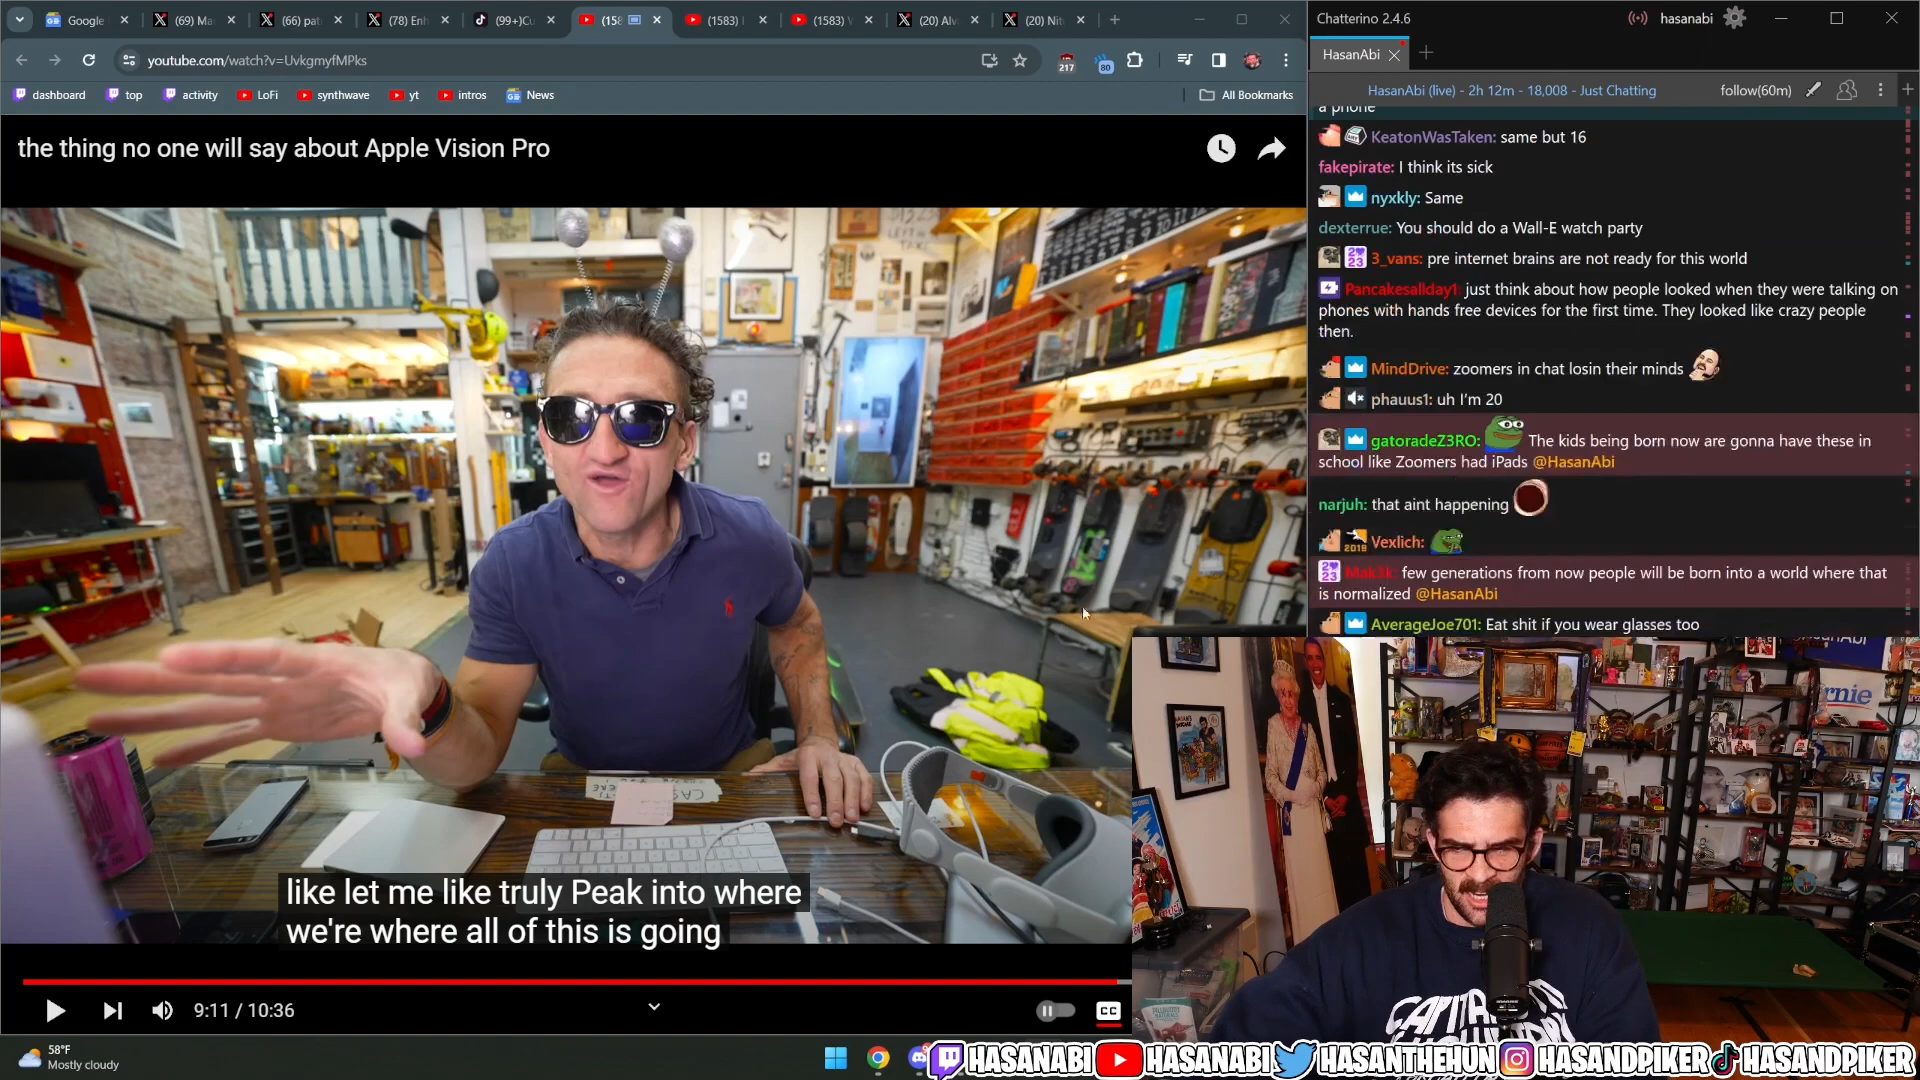 Google
(69) Ma
(66) pat
(78) Enh
(99+)Cu
(158
(1583)
(1583)
(20) Alv
(20) Nit
youtube.com/watch?v=UvkgmyfMPks
217
80
dashboard
top
activity
LoFi
synthwave
yt
intros
News
All Bookmarks
the thing no one will say about Apple Vision Pro
like let me like truly Peak into where
we're where all of this is going
9:11 / 10:36
CC
58°F
Mostly cloudy
Chatterino 2.4.6
hasanabi
HasanAbi
HasanAbi (live) - 2h 12m - 18,008 - Just Chatting
follow(60m)
a phone
KeatonWasTaken: same but 16
fakepirate: I think its sick
nyxkly: Same
dexterrue: You should do a Wall-E watch party
3_vans: pre internet brains are not ready for this world
Pancakesallday1: just think about how people looked when they were talking on
phones with hands free devices for the first time. They looked like crazy people
then.
MindDrive: zoomers in chat losin their minds
phauus1: uh I'm 20
gatoradeZ3RO: The kids being born now are gonna have these in
school like Zoomers had iPads @HasanAbi
narjuh: that aint happening
2019 Vexlich:
Mak3k: few generations from now people will be born into a world where that
is normalized @HasanAbi
AverageJoe701: Eat shit if you wear glasses too
HASANABI HASANABI HASANTHEHUN HASANDPIKER HASANDPIKER